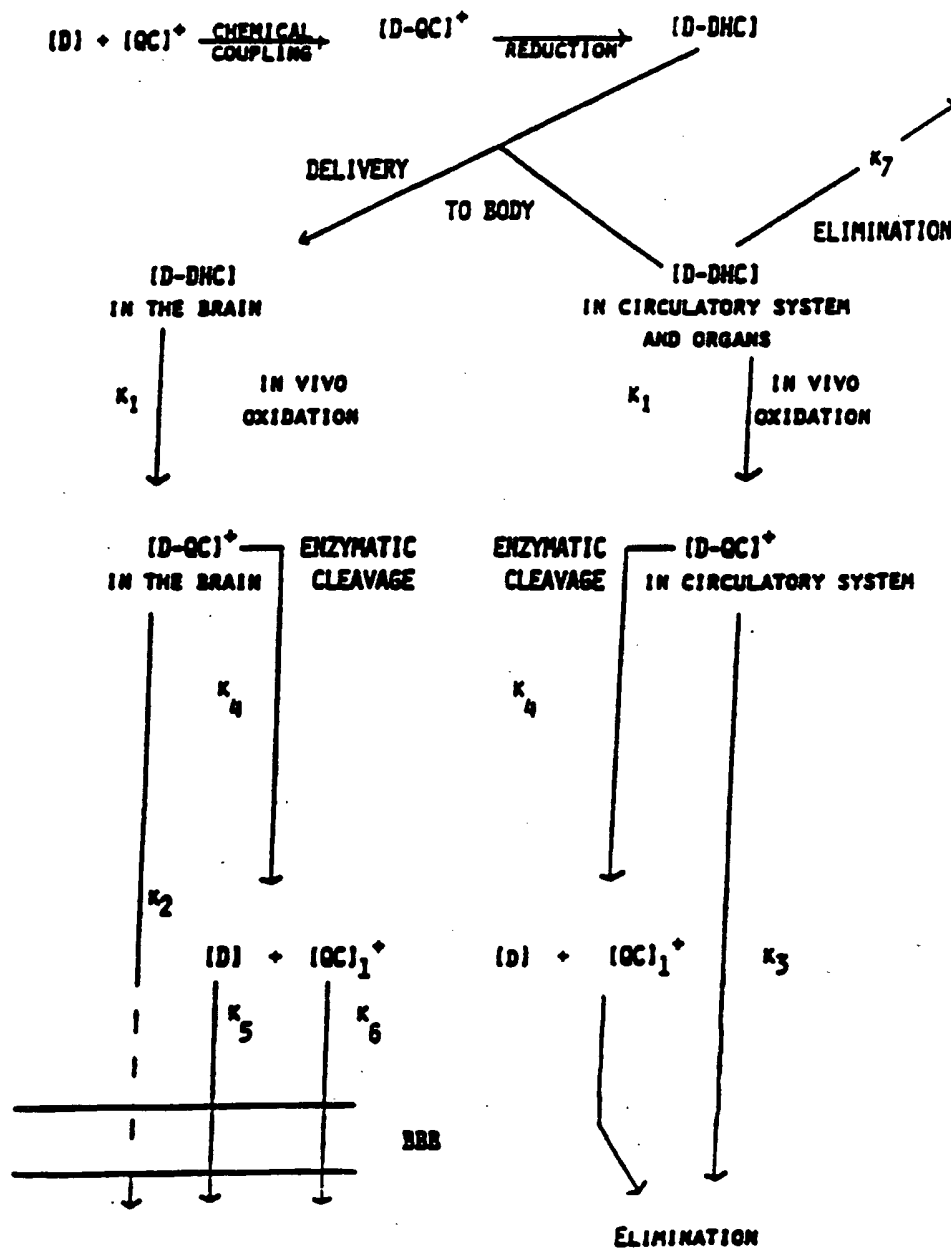 [D] + [QC]⁺ CHEMICAL COUPLING [D-QC]⁺ REDUCTION [D-DHC]
DELIVERY
TO BODY
K₇
ELIMINATION
[D-DHC]
IN THE BRAIN
[D-DHC]
IN CIRCULATORY SYSTEM
AND ORGANS
K₁
IN VIVO
OXIDATION
K₁
IN VIVO
OXIDATION
[D-QC]⁺
IN THE BRAIN
ENZYMATIC
CLEAVAGE
ENZYMATIC
CLEAVAGE
[D-QC]⁺
IN CIRCULATORY SYSTEM
K₄
K₄
K₂
[D] + [QC]₁⁺
[D] + [QC]₁⁺
K₃
K₅
K₆
BBB
ELIMINATION